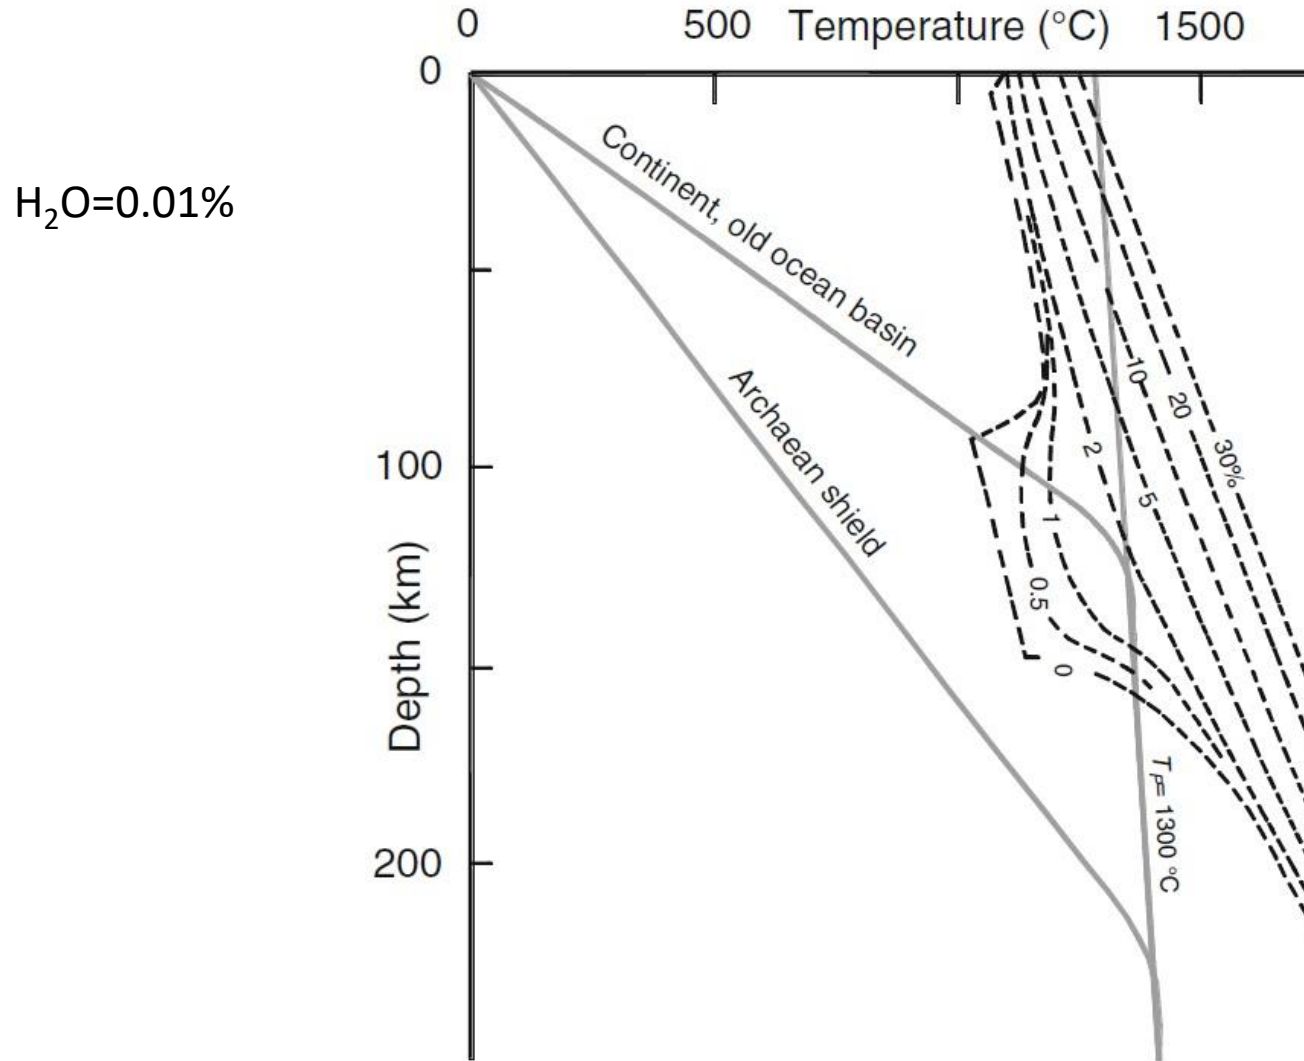 0 500 Temperature (°C) 1500
0
H₂O=0.01%
Continent, old ocean basin
Archaean shield
10
20
30%
2
5
1
0.5
0
100
Depth (km)
200
Tₚ= 1300 °C